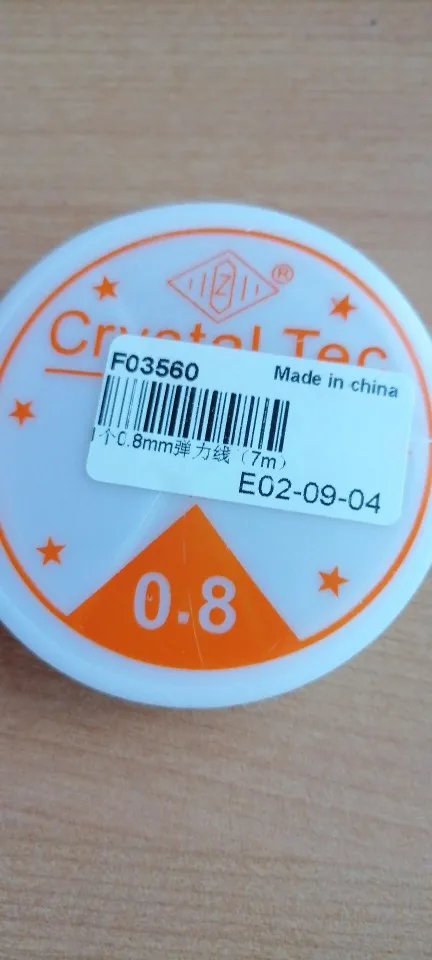 Z®
Crystal Tec
F03560
Made in china
1个0.8mm弹力线（7m）
E02-09-04
0.8